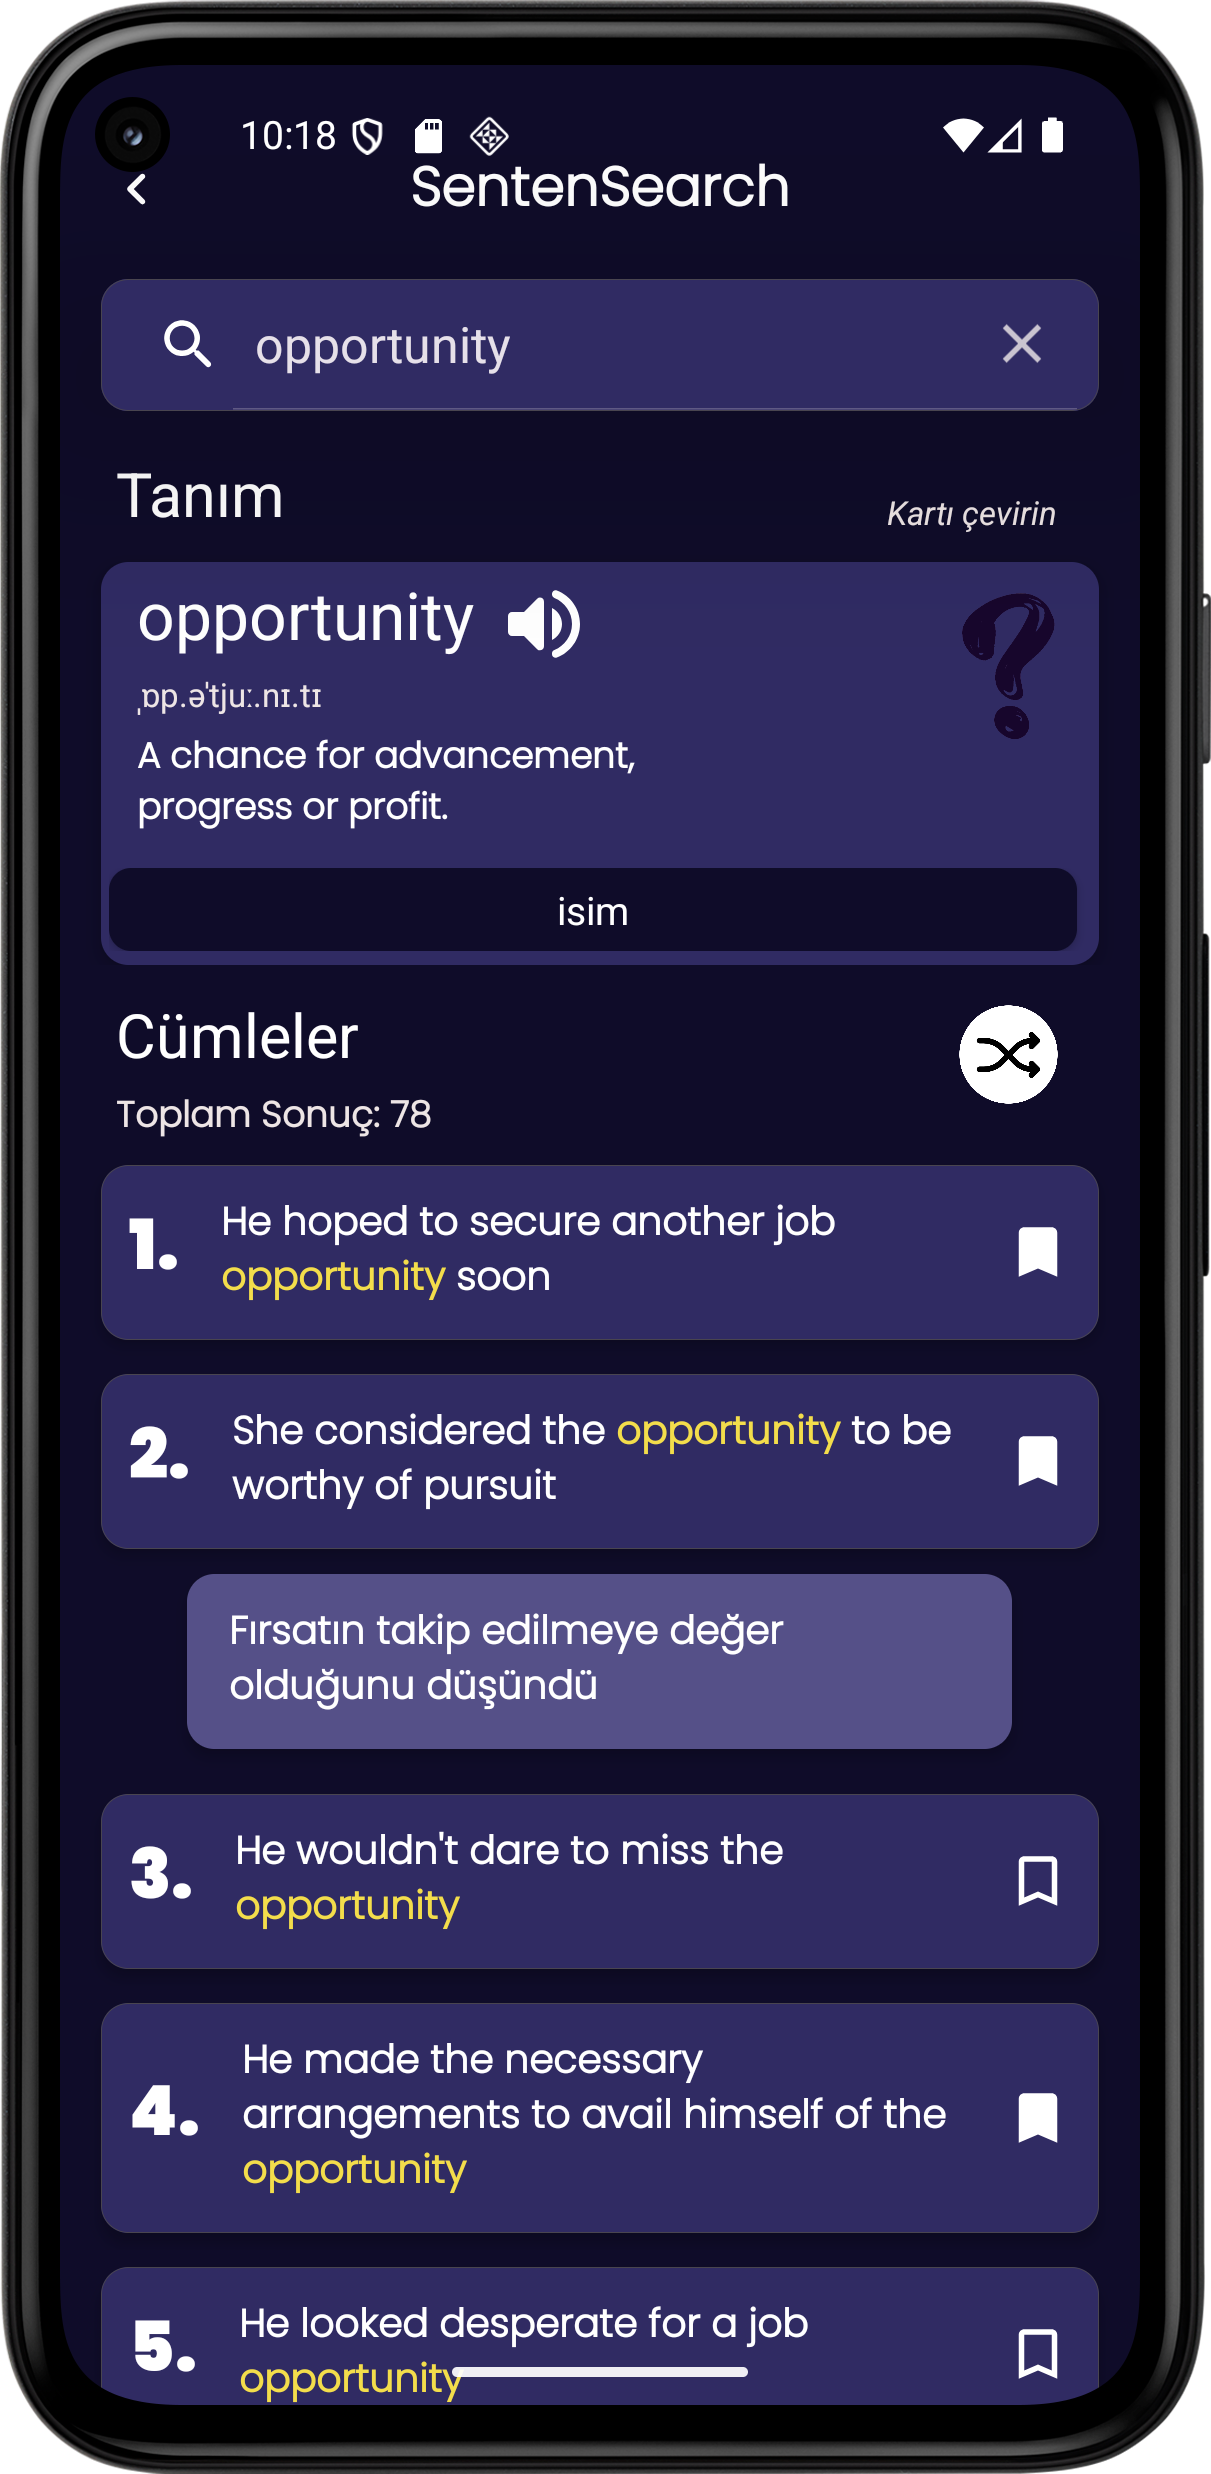 10:18
SentenSearch
opportunity
Tanım
Kartı çevirin
opportunity
ˌɒp.əˈtjuː.nɪ.tɪ
A chance for advancement,
progress or profit.
isim
Cümleler
Toplam Sonuç: 78
1. He hoped to secure another job
opportunity soon
2. She considered the opportunity to be
worthy of pursuit
Fırsatın takip edilmeye değer
olduğunu düşündü
3. He wouldn't dare to miss the
opportunity
4. He made the necessary
arrangements to avail himself of the
opportunity
5. He looked desperate for a job
opportunity